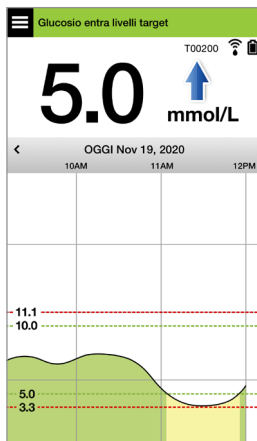 Glucosio entra livelli target
T00200
5.0
mmol/L
< OGGI Nov 19, 2020
10AM 11AM 12PM
11.1
10.0
5.0
3.3